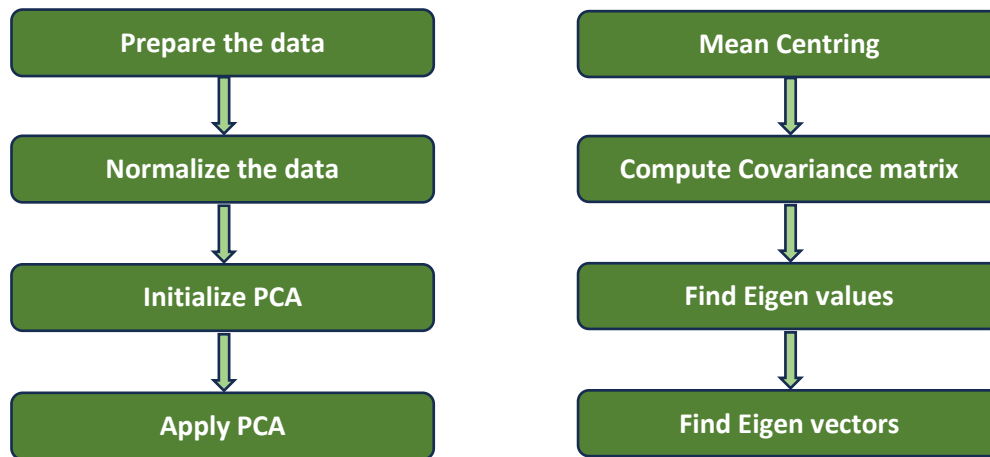 Prepare the data
Normalize the data
Initialize PCA
Apply PCA
Mean Centring
Compute Covariance matrix
Find Eigen values
Find Eigen vectors